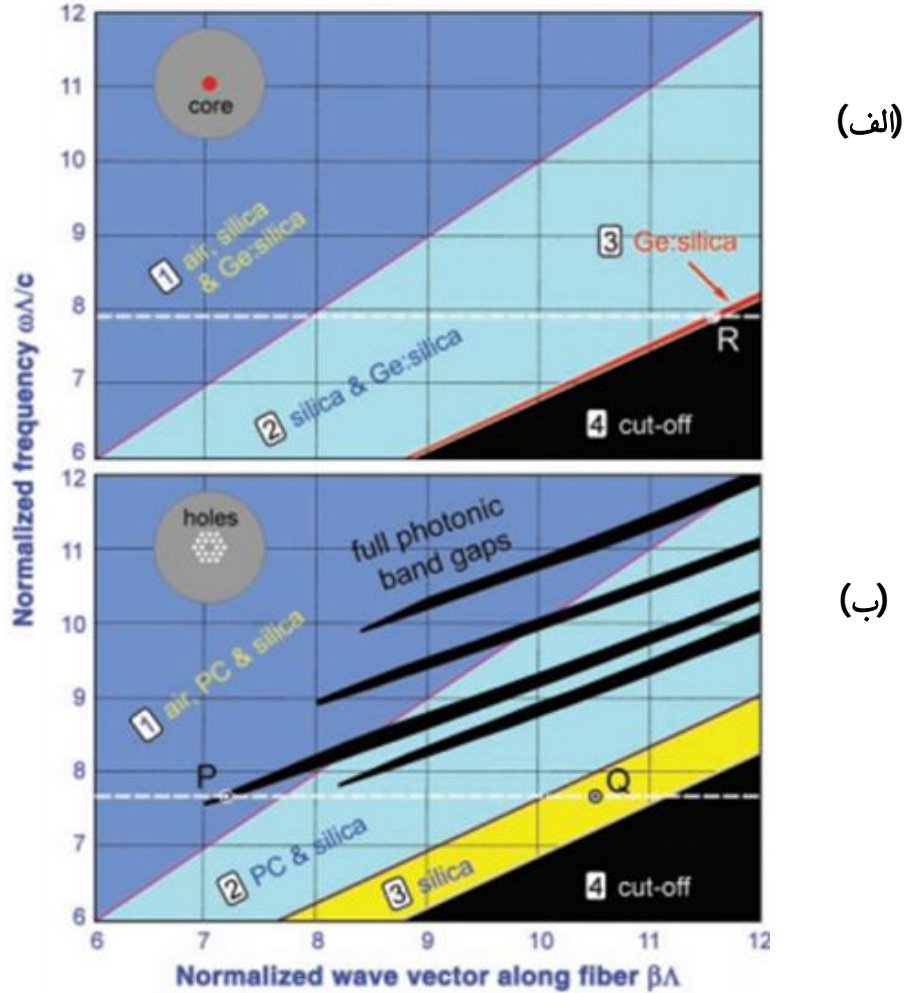 12
11
10
9
8
7
6
core
1 air, silica
& Ge:silica
3 Ge:silica
R
2 silica & Ge:silica
4 cut-off
(الف)
Normalized frequency ωΛ/c
12
11
10
9
8
7
6
holes
full photonic
band gaps
1 air, PC & silica
P
Q
2 PC & silica
3 silica
4 cut-off
(ب)
6 7 8 9 10 11 12
Normalized wave vector along fiber βΛ